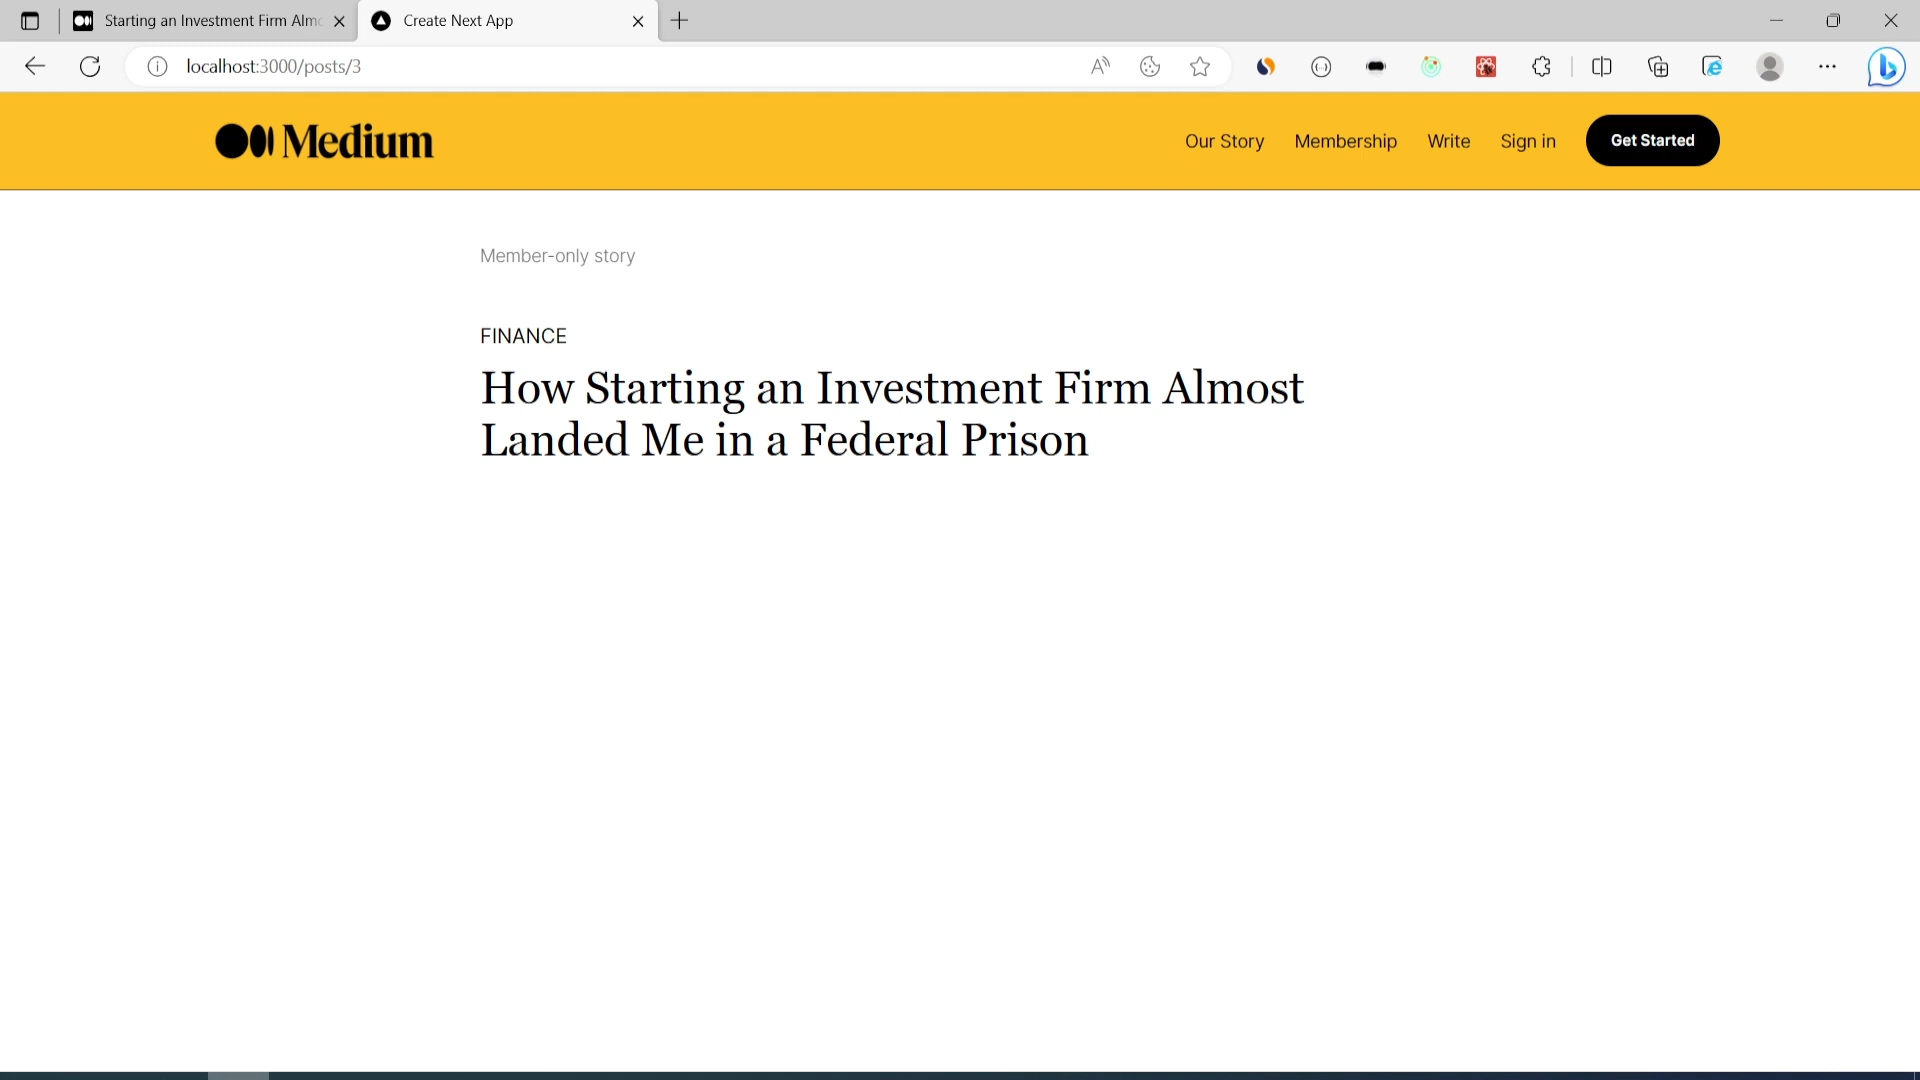 Starting an Investment Firm Almo
Create Next App
localhost:3000/posts/3
Medium
Our Story
Membership
Write
Sign in
Get Started
Member-only story
FINANCE
How Starting an Investment Firm Almost
Landed Me in a Federal Prison